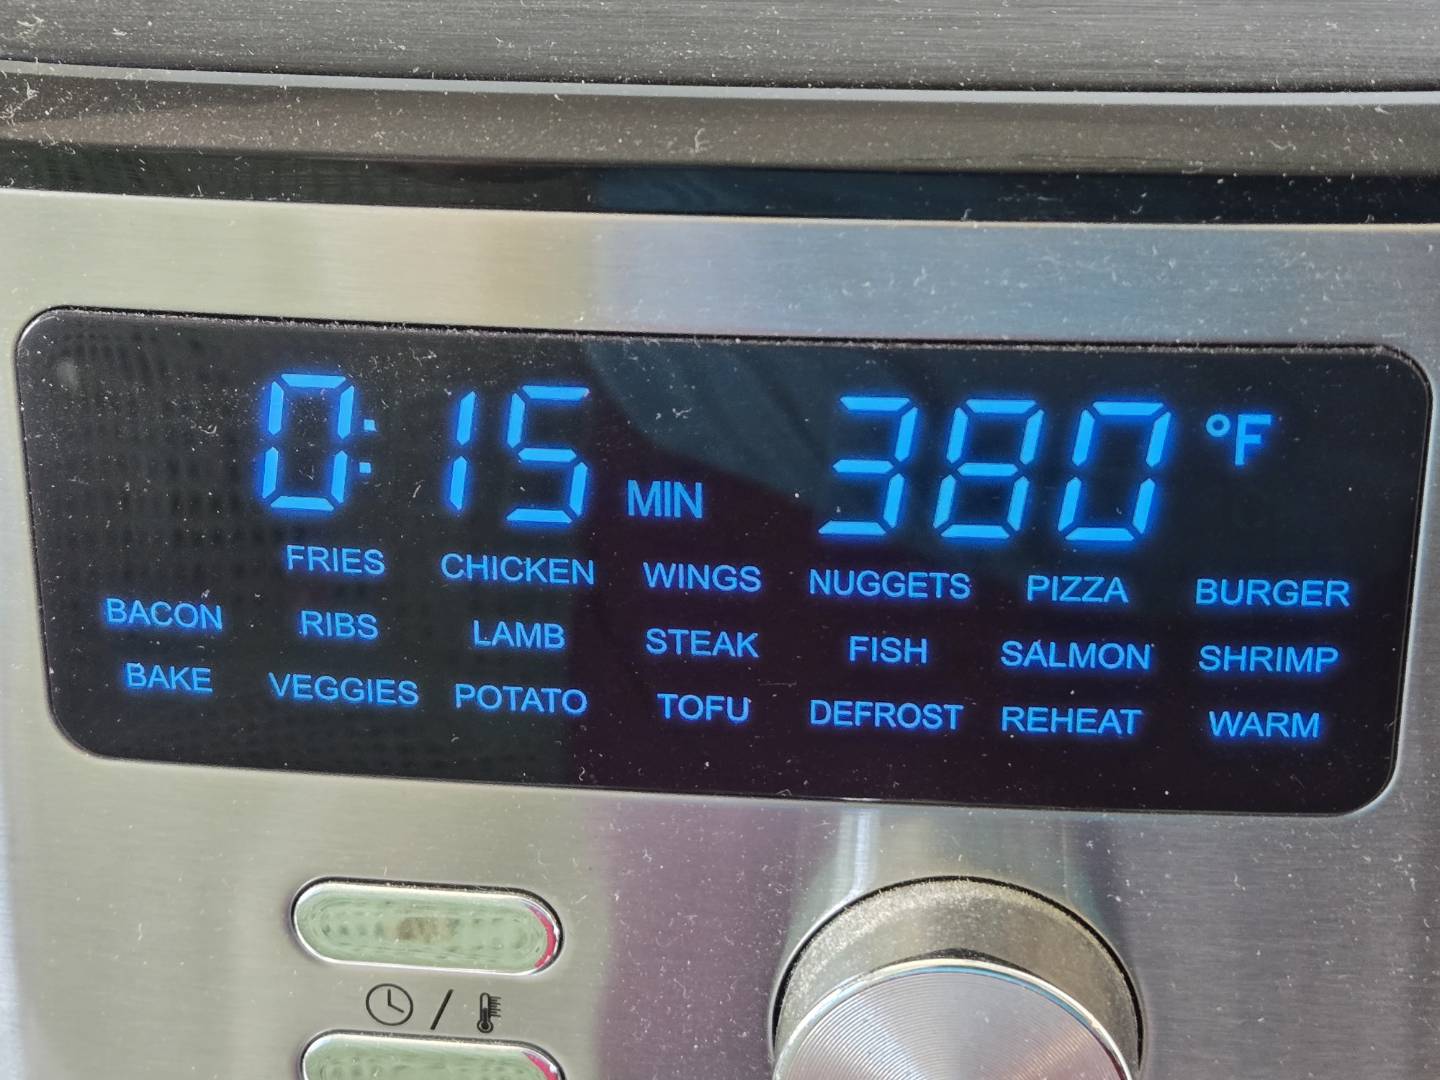 0:15 MIN 380 °F
FRIES CHICKEN WINGS NUGGETS PIZZA BURGER
BACON RIBS LAMB STEAK FISH SALMON SHRIMP
BAKE VEGGIES POTATO TOFU DEFROST REHEAT WARM
/